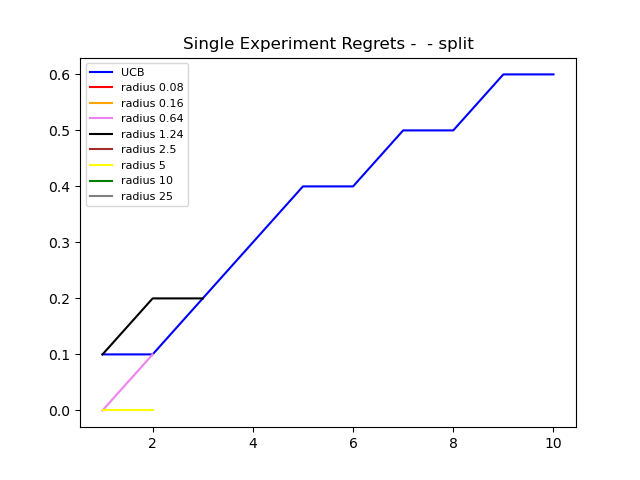 Single Experiment Regrets -  - split
UCB
radius 0.08
radius 0.16
radius 0.64
radius 1.24
radius 2.5
radius 5
radius 10
radius 25
0.6
0.5
0.4
0.3
0.2
0.1
0.0
2 4 6 8 10